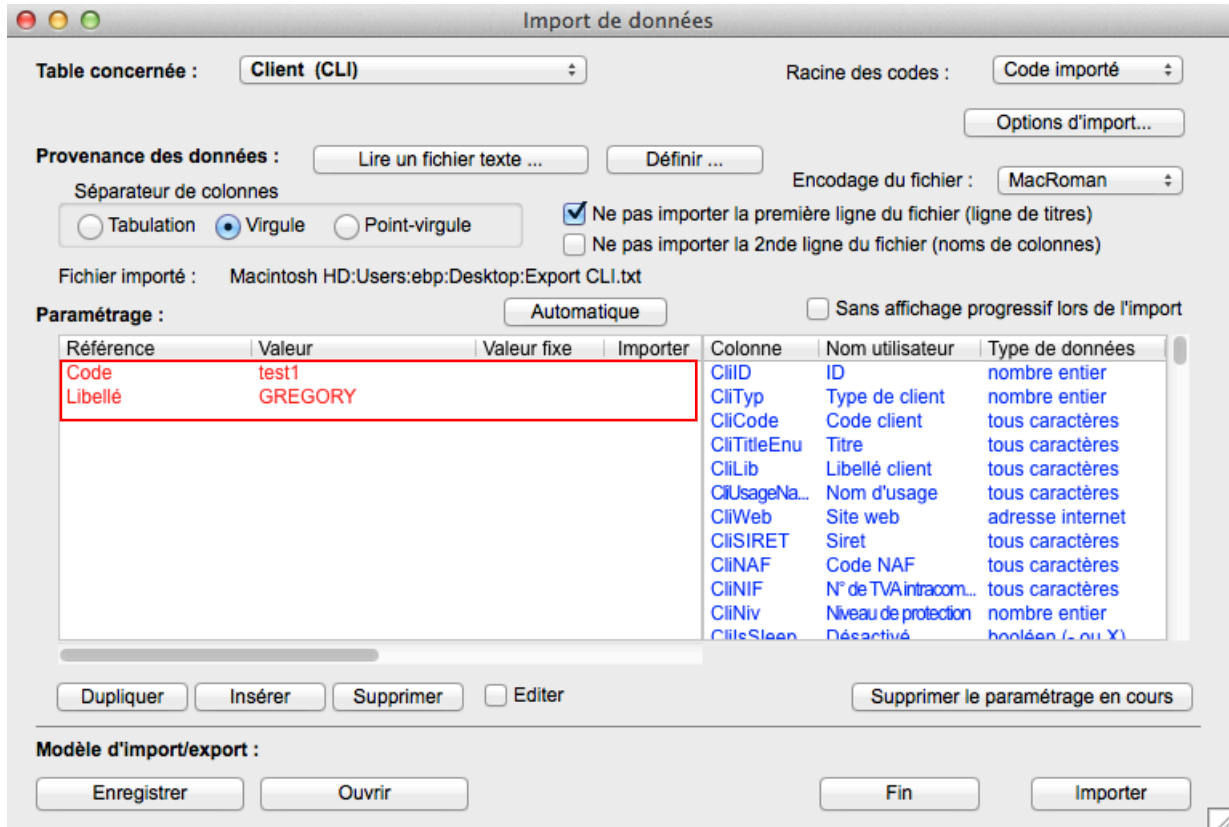 Import de données
Table concernée : Client (CLI) Racine des codes : Code importé
Options d'import...
Provenance des données : Lire un fichier texte ... Définir ...
Séparateur de colonnes Encodage du fichier : MacRoman
Tabulation Virgule Point-virgule Ne pas importer la première ligne du fichier (ligne de titres)
Ne pas importer la 2nde ligne du fichier (noms de colonnes)
Fichier importé : Macintosh HD:Users:ebp:Desktop:Export CLI.txt
Paramétrage : Automatique Sans affichage progressif lors de l'import
Référence Valeur Valeur fixe Importer Colonne Nom utilisateur Type de données
Code test1 CliID ID nombre entier
Libellé GREGORY CliTyp Type de client nombre entier
CliCode Code client tous caractères
CliTitleEnu Titre tous caractères
CliLib Libellé client tous caractères
CliUsageNa... Nom d'usage tous caractères
CliWeb Site web adresse internet
CliSIRET Siret tous caractères
CliNAF Code NAF tous caractères
CliNIF N° de TVA intracom... tous caractères
CliNiv Niveau de protection nombre entier
CliIsSleep Désactivé booléen (- ou X)
Dupliquer Insérer Supprimer Editer Supprimer le paramétrage en cours
Modèle d'import/export :
Enregistrer Ouvrir Fin Importer